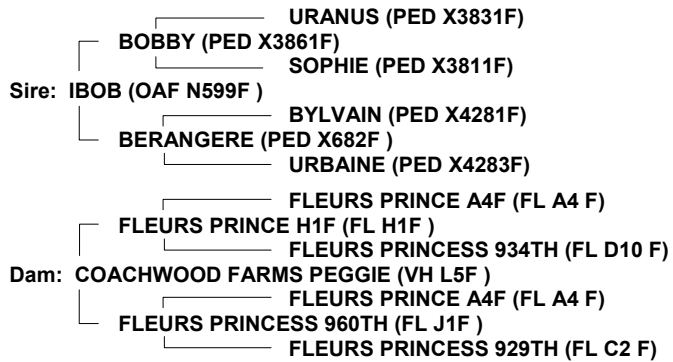 URANUS (PED X3831F)
BOBBY (PED X3861F)
SOPHIE (PED X3811F)
Sire: IBOB (OAF N599F )
BYLVAIN (PED X4281F)
BERANGERE (PED X682F )
URBAINE (PED X4283F)
FLEURS PRINCE A4F (FL A4 F)
FLEURS PRINCE H1F (FL H1F )
FLEURS PRINCESS 934TH (FL D10 F)
Dam: COACHWOOD FARMS PEGGIE (VH L5F )
FLEURS PRINCE A4F (FL A4 F)
FLEURS PRINCESS 960TH (FL J1F )
FLEURS PRINCESS 929TH (FL C2 F)